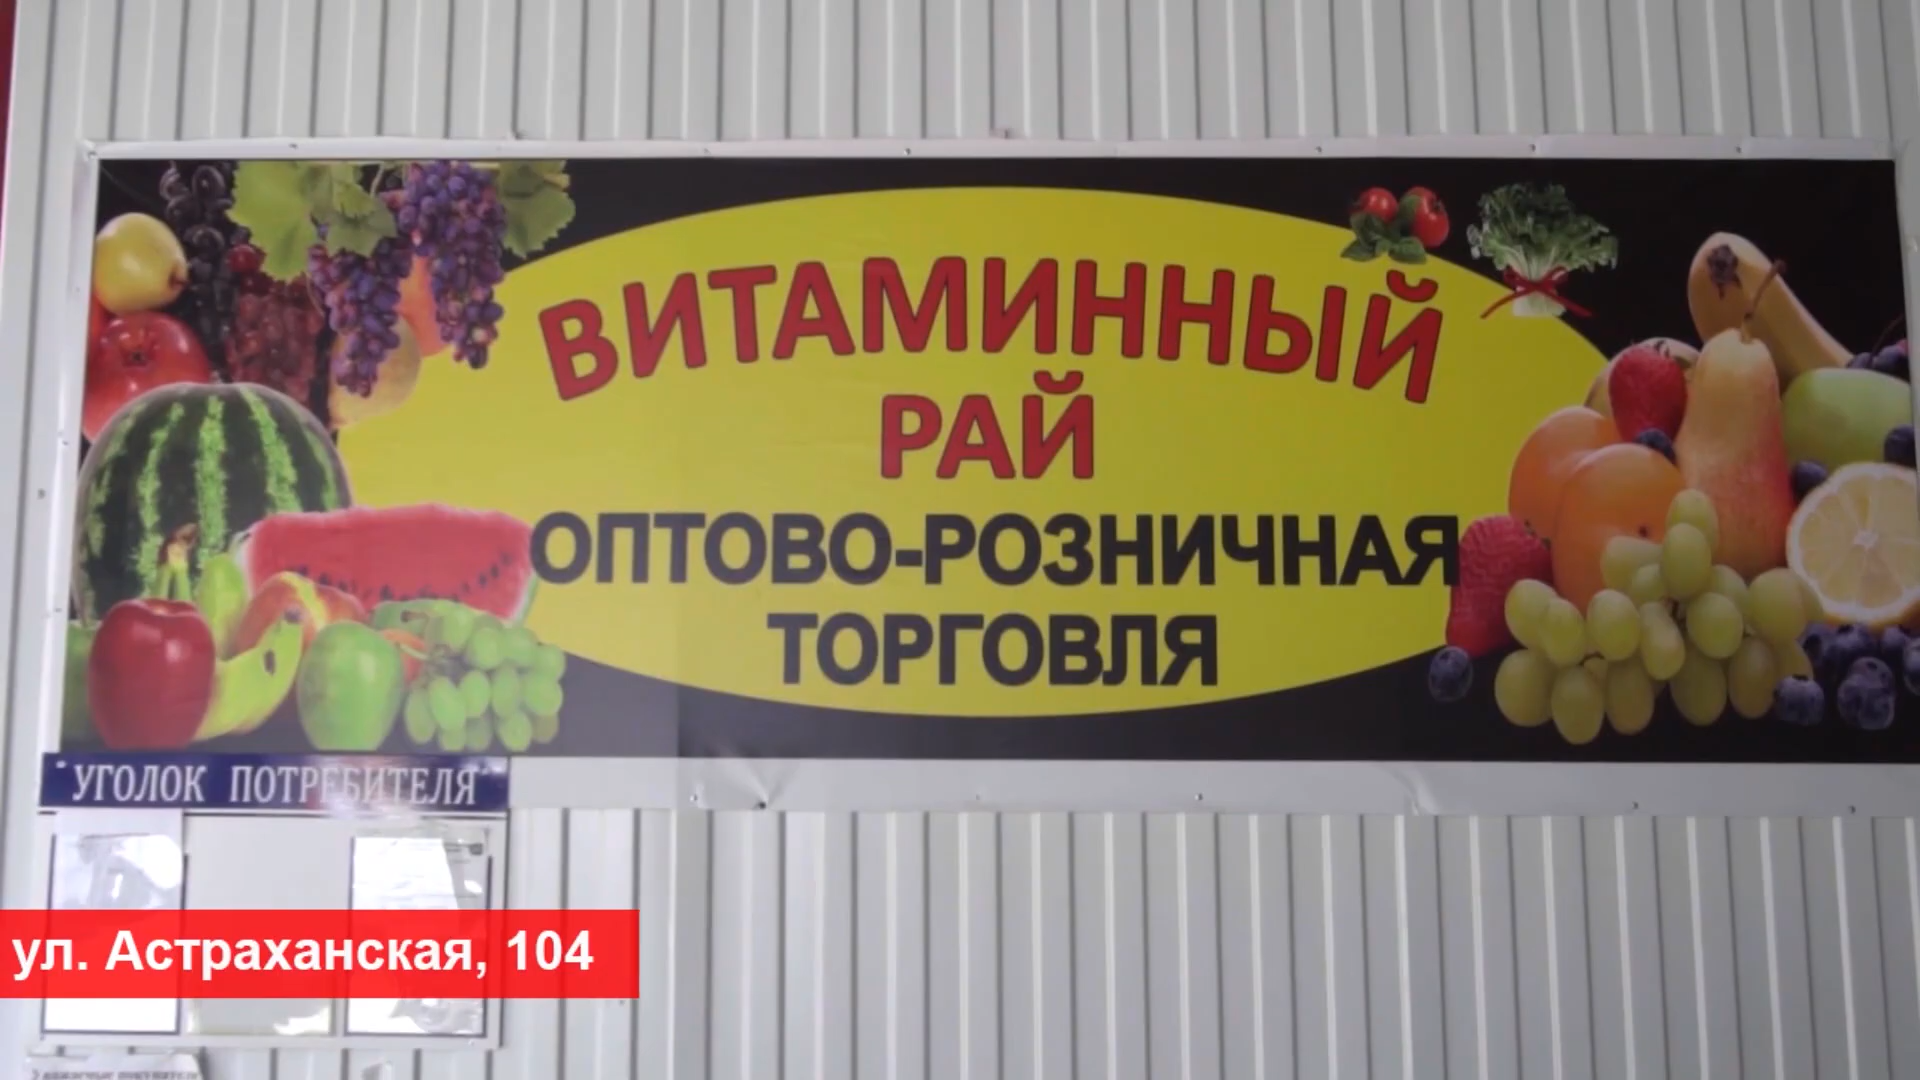 ВИТАМИННЫЙ
РАЙ
ОПТОВО-РОЗНИЧНАЯ
ТОРГОВЛЯ
УГОЛОК ПОТРЕБИТЕЛЯ
ул. Астраханская, 104